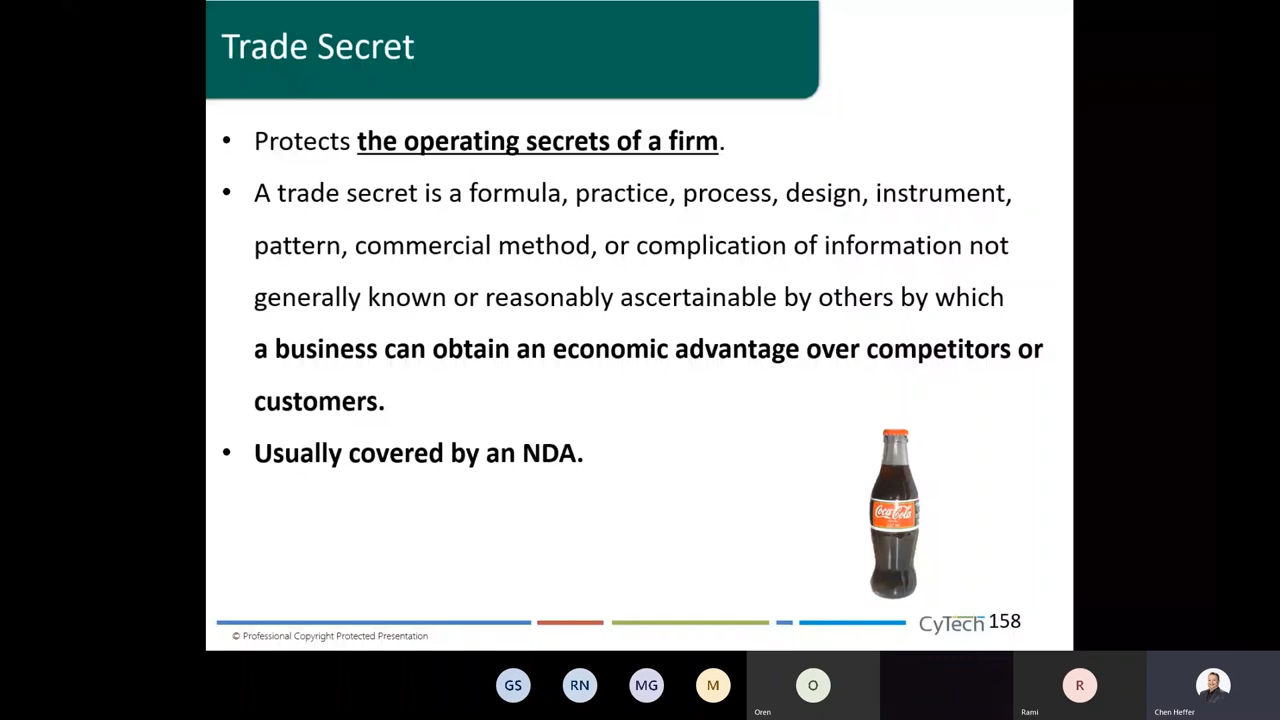 Trade Secret
• Protects the operating secrets of a firm.
• A trade secret is a formula, practice, process, design, instrument,
pattern, commercial method, or complication of information not
generally known or reasonably ascertainable by others by which
a business can obtain an economic advantage over competitors or
customers.
• Usually covered by an NDA.
Coca-Cola
CyTech 158
© Professional Copyright Protected Presentation
GS RN MG M O R
Oren Rami Chen Heffer